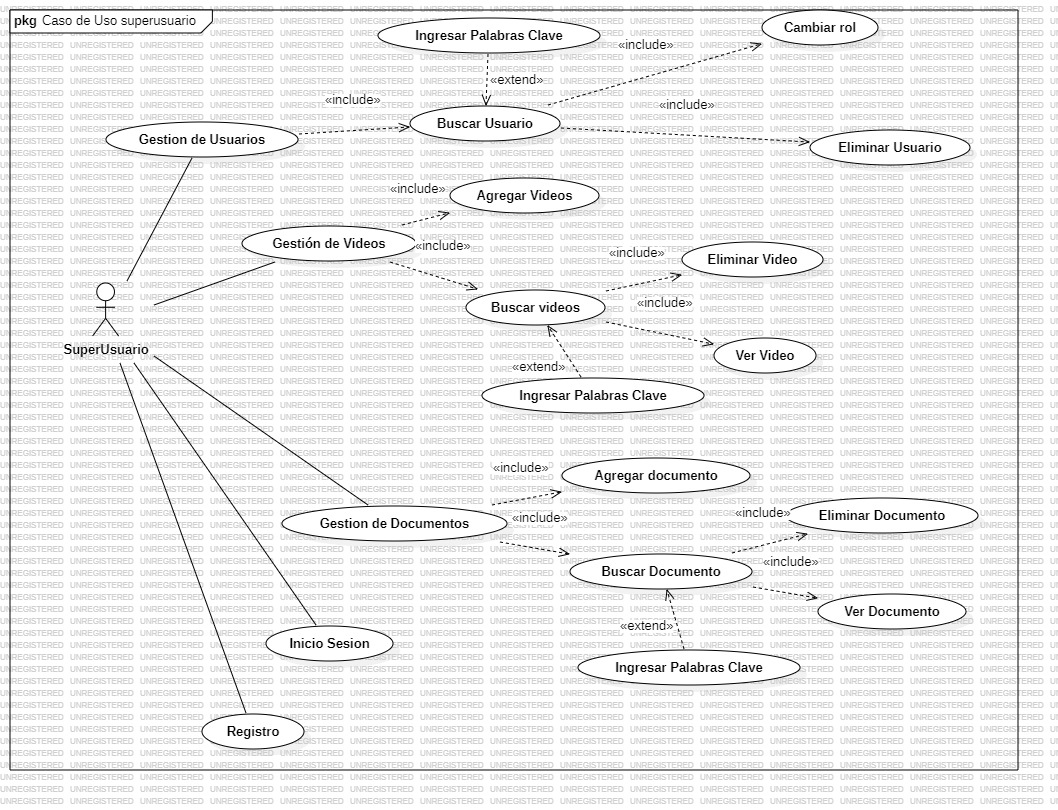 pkg Caso de Uso superusuario
Ingresar Palabras Clave
Cambiar rol
«include»
«extend»
«include»
«include»
Buscar Usuario
Gestion de Usuarios
Eliminar Usuario
«include»
Agregar Videos
Gestión de Videos
«include»
«include»
Eliminar Video
Buscar videos
«include»
SuperUsuario
Ver Video
«extend»
Ingresar Palabras Clave
«include»
Agregar documento
Gestion de Documentos
«include»
«include»
Eliminar Documento
Buscar Documento
«include»
Ver Documento
«extend»
Inicio Sesion
Ingresar Palabras Clave
Registro
UNREGISTERED